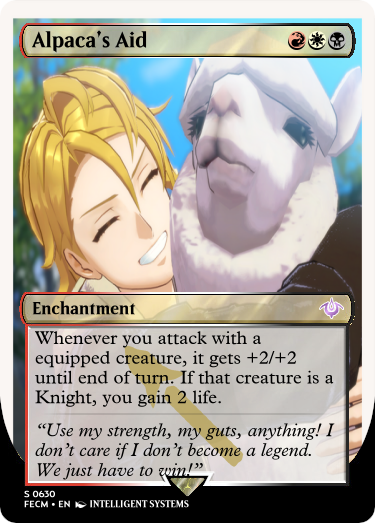 Alpaca's Aid
Enchantment
Whenever you attack with a
equipped creature, it gets +2/+2
until end of turn. If that creature is a
Knight, you gain 2 life.
“Use my strength, my guts, anything! I
don't care if I don't become a legend.
We just have to win!”
S 0630
FECM • EN INTELLIGENT SYSTEMS